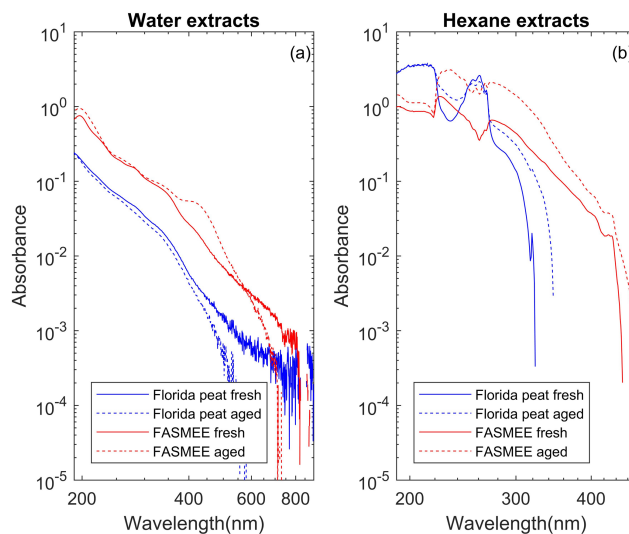 Water extracts
(a)
Absorbance
10^1
10^0
10^-1
10^-2
10^-3
10^-4
10^-5
Florida peat fresh
Florida peat aged
FASMEE fresh
FASMEE aged
200 400 600 800
Wavelength(nm)
Hexane extracts
(b)
Absorbance
10^1
10^0
10^-1
10^-2
10^-3
10^-4
10^-5
Florida peat fresh
Florida peat aged
FASMEE fresh
FASMEE aged
200 300 400
Wavelength(nm)